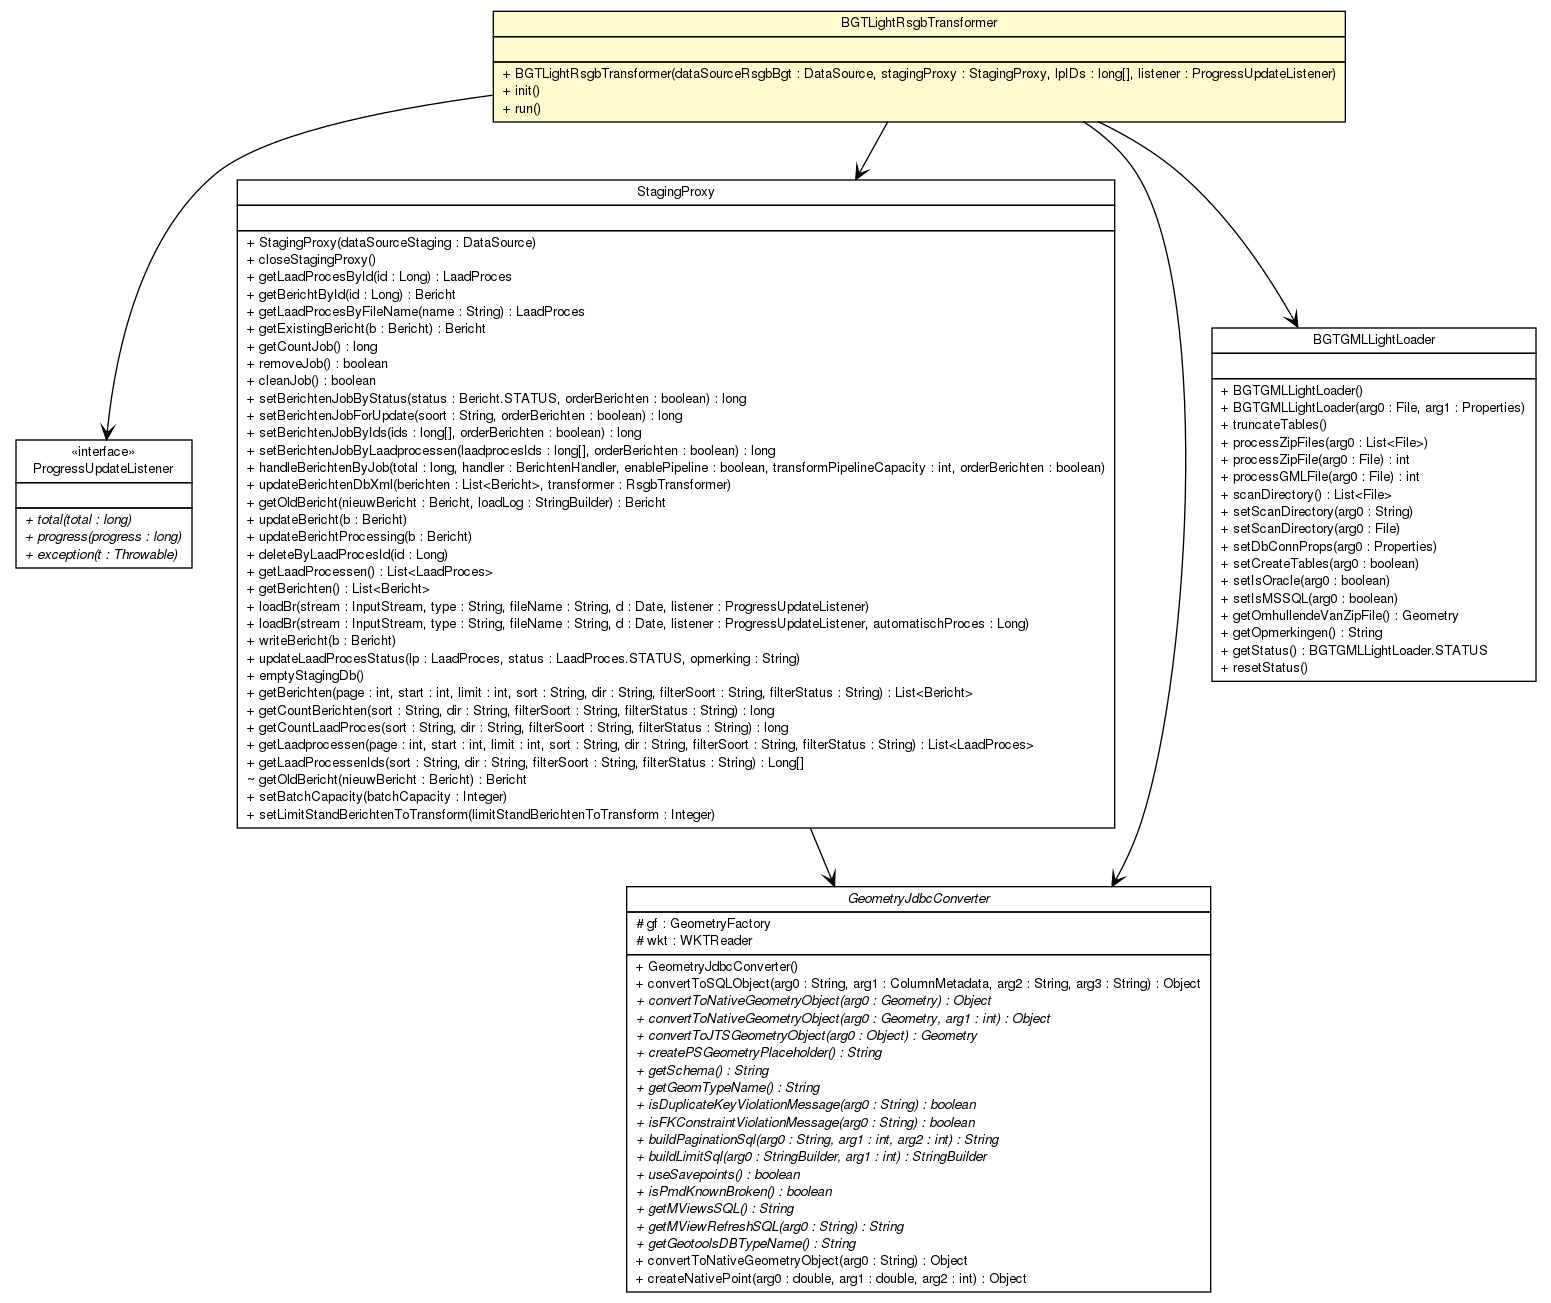 BGTLightRsgbTransformer
+ BGTLightRsgbTransformer(dataSourceRsgbBgt : DataSource, stagingProxy : StagingProxy, lpIDs : long[], listener : ProgressUpdateListener)
+ init()
+ run()
StagingProxy
+ StagingProxy(dataSourceStaging : DataSource)
+ closeStagingProxy()
+ getLaadProcesById(id : Long) : LaadProces
+ getBerichtById(id : Long) : Bericht
+ getLaadProcesByFileName(name : String) : LaadProces
+ getExistingBericht(b : Bericht) : Bericht
+ getCountJob() : long
+ removeJob() : boolean
+ cleanJob() : boolean
+ setBerichtenJobByStatus(status : Bericht.STATUS, orderBerichten : boolean) : long
+ setBerichtenJobForUpdate(soort : String, orderBerichten : boolean) : long
+ setBerichtenJobByIds(ids : long[], orderBerichten : boolean) : long
+ setBerichtenJobByLaadprocessen(laadprocesIds : long[], orderBerichten : boolean) : long
+ handleBerichtenByJob(total : long, handler : BerichtenHandler, enablePipeline : boolean, transformPipelineCapacity : int, orderBerichten : boolean)
+ updateBerichtenDbXml(berichten : List<Bericht>, transformer : RsgbTransformer)
+ getOldBericht(nieuwBericht : Bericht, loadLog : StringBuilder) : Bericht
+ updateBericht(b : Bericht)
+ updateBerichtProcessing(b : Bericht)
+ deleteByLaadProcesId(id : Long)
+ getLaadProcessen() : List<LaadProces>
+ getBerichten() : List<Bericht>
+ loadBr(stream : InputStream, type : String, fileName : String, d : Date, listener : ProgressUpdateListener)
+ loadBr(stream : InputStream, type : String, fileName : String, d : Date, listener : ProgressUpdateListener, automatischProces : Long)
+ writeBericht(b : Bericht)
+ updateLaadProcesStatus(lp : LaadProces, status : LaadProces.STATUS, opmerking : String)
+ emptyStagingDb()
+ getBerichten(page : int, start : int, limit : int, sort : String, dir : String, filterSoort : String, filterStatus : String) : List<Bericht>
+ getCountBerichten(sort : String, dir : String, filterSoort : String, filterStatus : String) : long
+ getCountLaadProces(sort : String, dir : String, filterSoort : String, filterStatus : String) : long
+ getLaadprocessen(page : int, start : int, limit : int, sort : String, dir : String, filterSoort : String, filterStatus : String) : List<LaadProces>
+ getLaadProcessenIds(sort : String, dir : String, filterSoort : String, filterStatus : String) : Long[]
~ getOldBericht(nieuwBericht : Bericht) : Bericht
+ setBatchCapacity(batchCapacity : Integer)
+ setLimitStandBerichtenToTransform(limitStandBerichtenToTransform : Integer)
BGTGMLLightLoader
+ BGTGMLLightLoader()
+ BGTGMLLightLoader(arg0 : File, arg1 : Properties)
+ truncateTables()
+ processZipFiles(arg0 : List<File>)
+ processZipFile(arg0 : File) : int
+ processGMLFile(arg0 : File) : int
+ scanDirectory() : List<File>
+ setScanDirectory(arg0 : String)
+ setScanDirectory(arg0 : File)
+ setDbConnProps(arg0 : Properties)
+ setCreateTables(arg0 : boolean)
+ setIsOracle(arg0 : boolean)
+ setIsMSSQL(arg0 : boolean)
+ getOmhullendeVanZipFile() : Geometry
+ getOpmerkingen() : String
+ getStatus() : BGTGMLLightLoader.STATUS
+ resetStatus()
«interface»
ProgressUpdateListener
+ total(total : long)
+ progress(progress : long)
+ exception(t : Throwable)
GeometryJdbcConverter
# gf : GeometryFactory
# wkt : WKTReader
+ GeometryJdbcConverter()
+ convertToSQLObject(arg0 : String, arg1 : ColumnMetadata, arg2 : String, arg3 : String) : Object
+ convertToNativeGeometryObject(arg0 : Geometry) : Object
+ convertToNativeGeometryObject(arg0 : Geometry, arg1 : int) : Object
+ convertToJTSGeometryObject(arg0 : Object) : Geometry
+ createPSGeometryPlaceholder() : String
+ getSchema() : String
+ getGeomTypeName() : String
+ isDuplicateKeyViolationMessage(arg0 : String) : boolean
+ isFKConstraintViolationMessage(arg0 : String) : boolean
+ buildPaginationSql(arg0 : String, arg1 : int, arg2 : int) : String
+ buildLimitSql(arg0 : StringBuilder, arg1 : int) : StringBuilder
+ useSavepoints() : boolean
+ isPmdKnownBroken() : boolean
+ getMViewsSQL() : String
+ getMViewRefreshSQL(arg0 : String) : String
+ getGeotoolsDBTypeName() : String
+ convertToNativeGeometryObject(arg0 : String) : Object
+ createNativePoint(arg0 : double, arg1 : double, arg2 : int) : Object